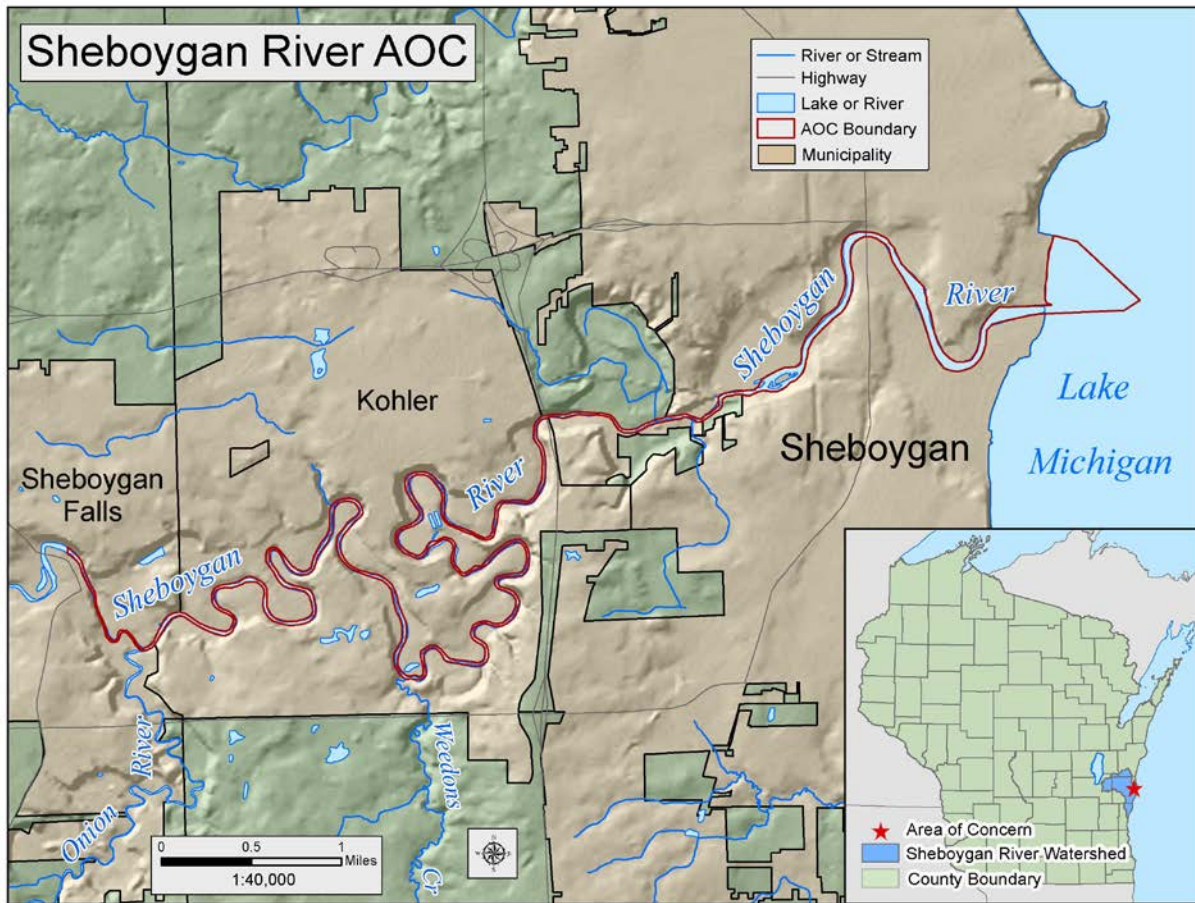 Sheboygan River AOC
River or Stream
Highway
Lake or River
AOC Boundary
Municipality
Sheboygan
River
Kohler
Lake
Michigan
Sheboygan
Sheboygan
Falls
River
Sheboygan
River
Onion
Weedons
Cr
0 0.5 1
Miles
1:40,000
Area of Concern
Sheboygan River Watershed
County Boundary